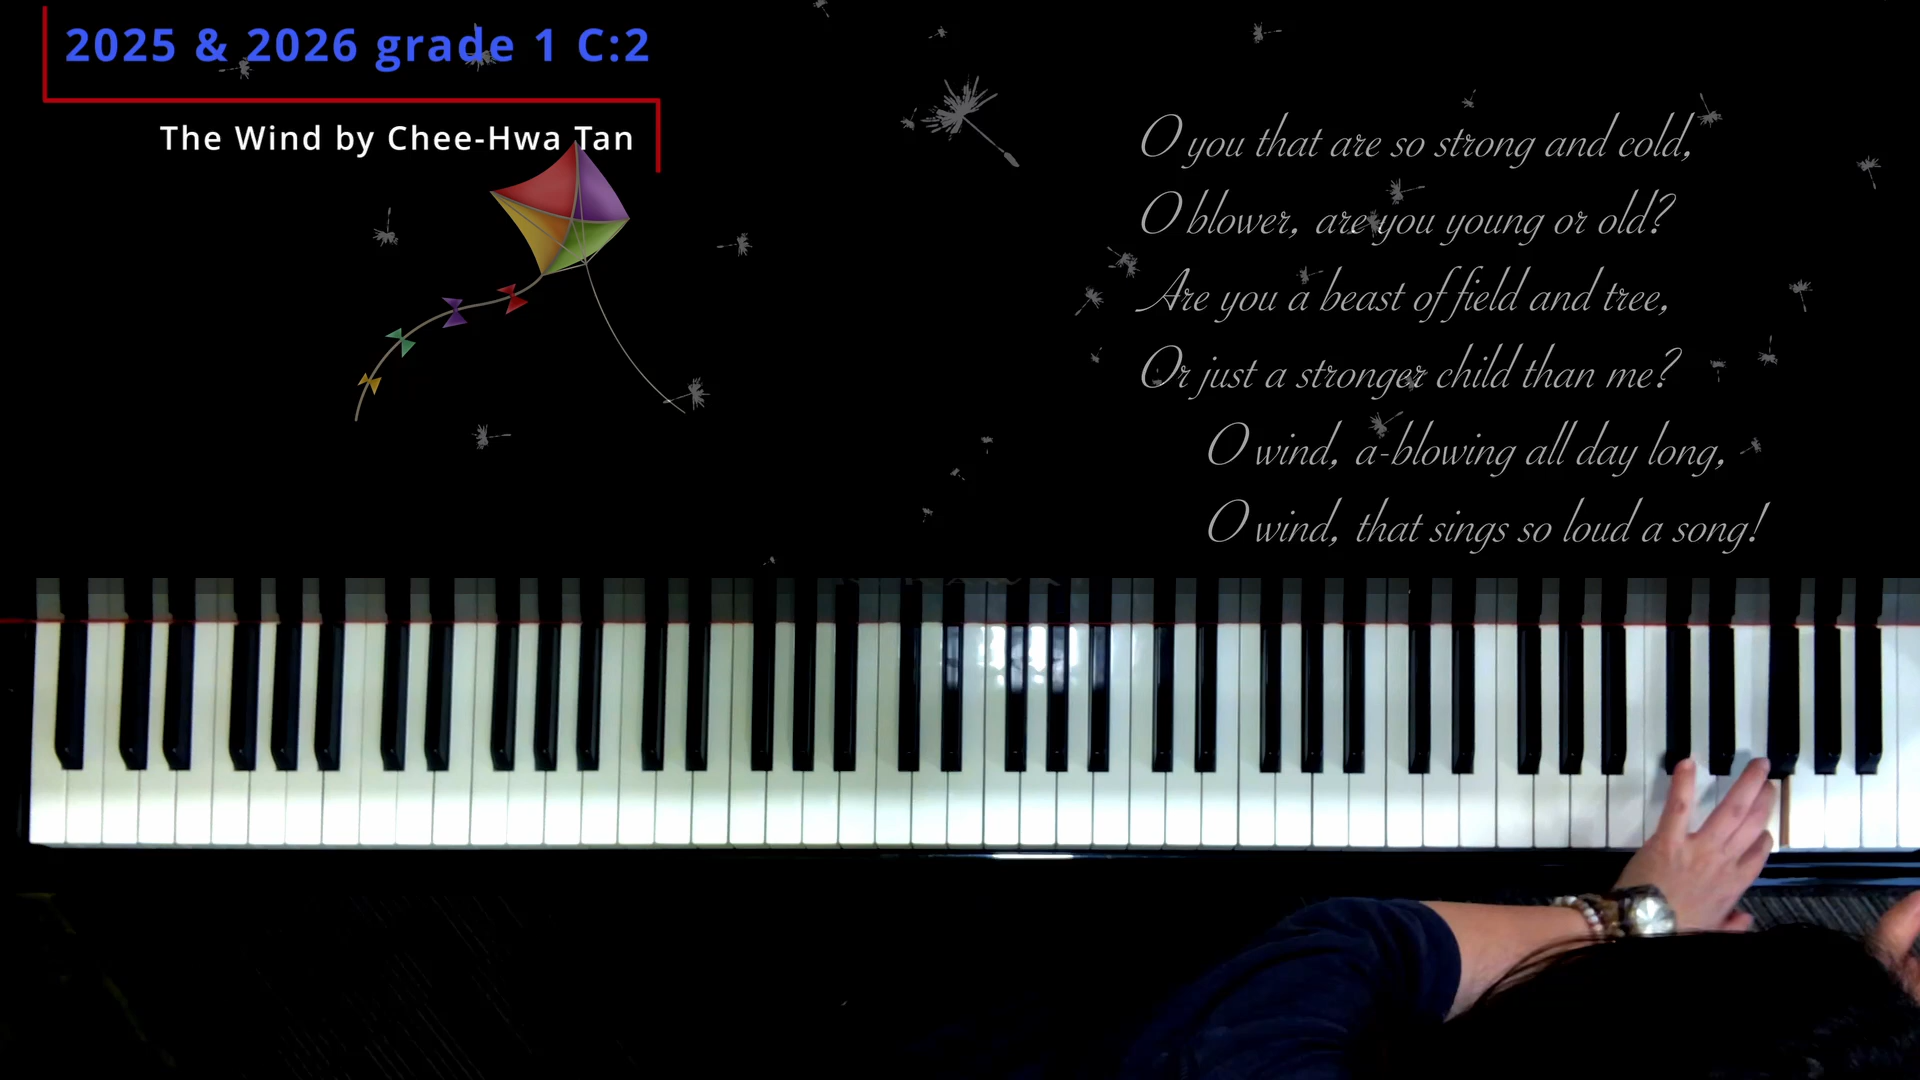 2025 & 2026 grade 1 C:2
The Wind by Chee-Hwa Tan
O you that are so strong and cold,
O blower, are you young or old?
Are you a beast of field and tree,
Or just a stronger child than me?
O wind, a-blowing all day long,
O wind, that sings so loud a song!